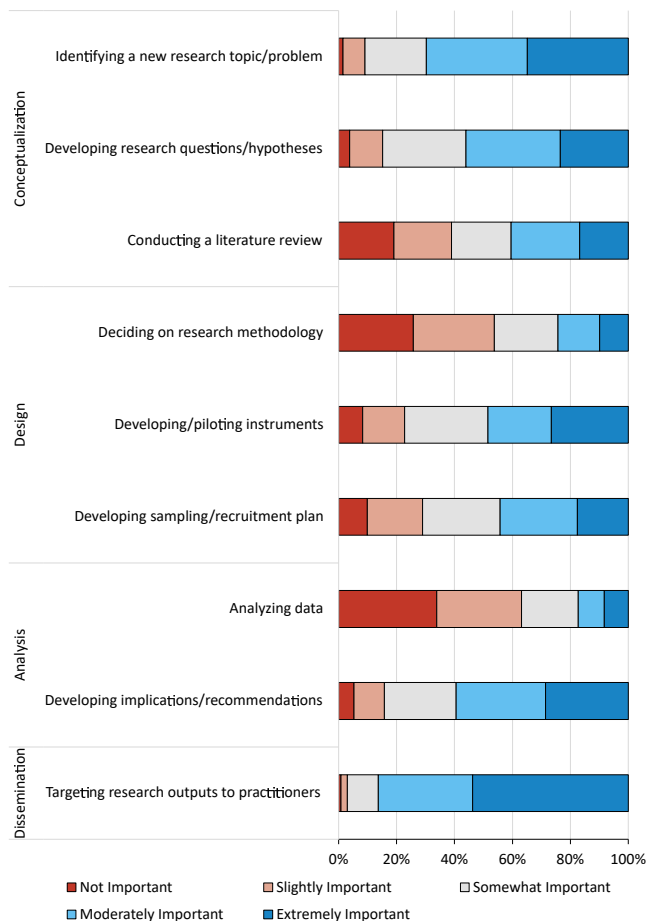 Conceptualization
Identifying a new research topic/problem
Developing research questions/hypotheses
Conducting a literature review
Design
Deciding on research methodology
Developing/piloting instruments
Developing sampling/recruitment plan
Analysis
Analyzing data
Developing implications/recommendations
Dissemination
Targeting research outputs to practitioners
0% 20% 40% 60% 80% 100%
Not Important Slightly Important Somewhat Important
Moderately Important Extremely Important